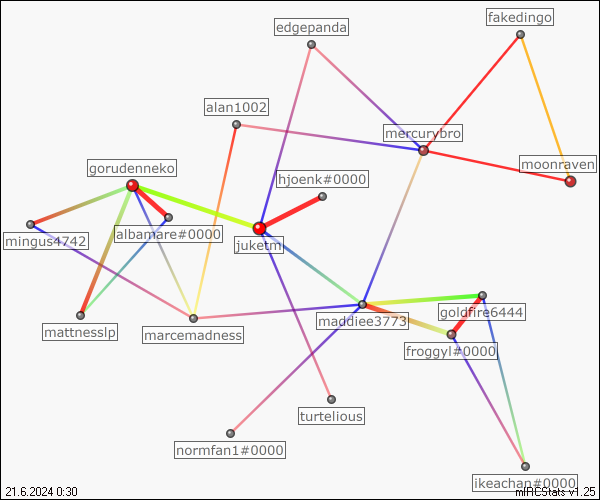 fakedingo
edgepanda
alan1002
mercurybro
moonraven
gorudenneko
hjoenk#0000
albamare#0000
mingus4742
juketm
goldfire6444
maddiee3773
mattnesslp
marcemadness
froggyl#0000
turtelious
normfan1#0000
ikeachan#0000
21.6.2024 0:30
mIRCStats v1.25